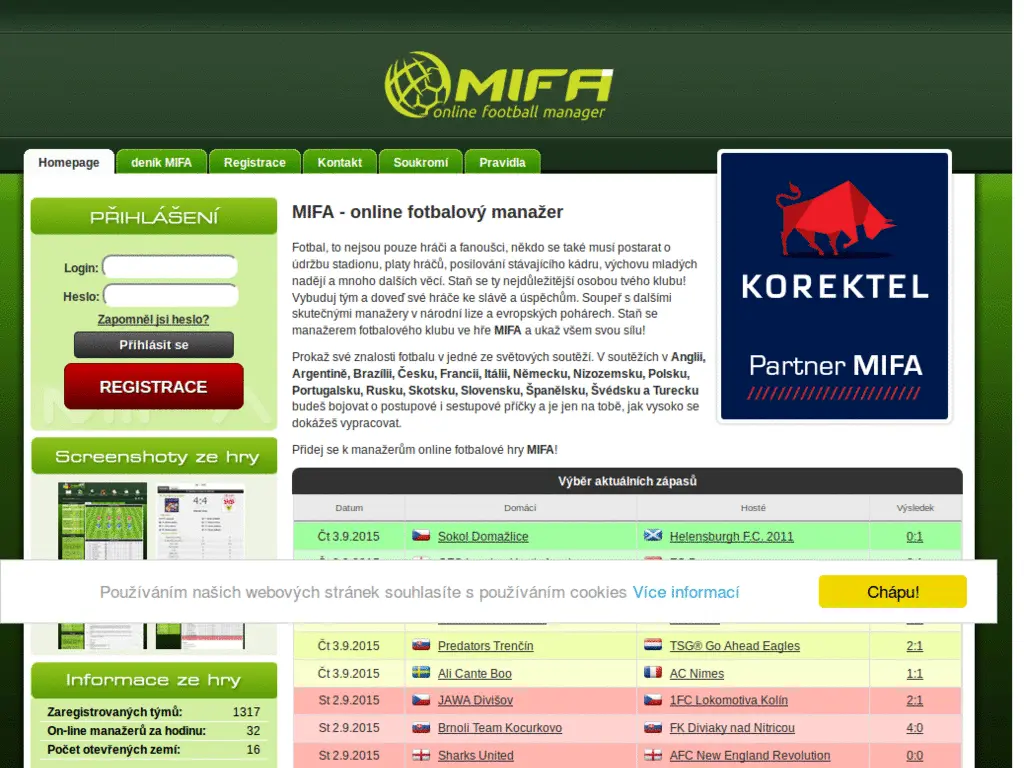 MIFA
online football manager
Homepage
deník MIFA
Registrace
Kontakt
Soukromí
Pravidla
PŘIHLÁŠENÍ
Login:
Heslo:
Zapomněl jsi heslo?
Přihlásit se
REGISTRACE
Screenshoty ze hry
Informace ze hry
Zaregistrovaných týmů: 1317
On-line manažerů za hodinu: 32
Počet otevřených zemí: 16
MIFA - online fotbalový manažer
Fotbal, to nejsou pouze hráči a fanoušci, někdo se také musí postarat o
údržbu stadionu, platy hráčů, posilování stávajícího kádru, výchovu mladých
nadějí a mnoho dalších věcí. Staň se ty nejdůležitější osobou tvého klubu!
Vybuduj tým a doveď své hráče ke slávě a úspěchům. Soupeř s dalšími
skutečnými manažery v národní lize a evropských pohárech. Staň se
manažerem fotbalového klubu ve hře MIFA a ukaž všem svou sílu!
Prokaž své znalosti fotbalu v jedné ze světových soutěží. V soutěžích v Anglii,
Argentině, Brazílii, Česku, Francii, Itálii, Německu, Nizozemsku, Polsku,
Portugalsku, Rusku, Skotsku, Slovensku, Španělsku, Švédsku a Turecku
budeš bojovat o postupové i sestupové příčky a je jen na tobě, jak vysoko se
dokážeš vypracovat.
Přidej se k manažerům online fotbalové hry MIFA!
KOREKTEL
Partner MIFA
Výběr aktuálních zápasů
Datum Domácí Hosté Výsledek
Čt 3.9.2015 Sokol Domažlice Helensburgh F.C. 2011 0:1
Používáním našich webových stránek souhlasíte s používáním cookies Více informací
Chápu!
Čt 3.9.2015 Predators Trenčín TSG® Go Ahead Eagles 2:1
Čt 3.9.2015 Ali Cante Boo AC Nimes 1:1
St 2.9.2015 JAWA Divišov 1FC Lokomotiva Kolín 2:1
St 2.9.2015 Brnoli Team Kocurkovo FK Diviaky nad Nitricou 4:0
St 2.9.2015 Sharks United AFC New England Revolution 0:0